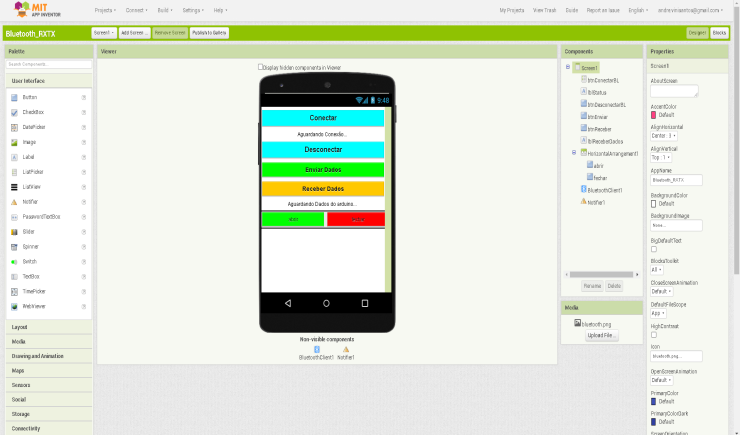 MIT
APP INVENTOR
Projects Connect Build Settings Help
My Projects View Trash Guide Report an Issue English
Bluetooth_RXTX
Screen1 Add Screen ... Remove Screen Publish to Gallery
Designer Blocks
Palette
Search Components...
User Interface
Button
CheckBox
DatePicker
Image
Label
ListPicker
ListView
Notifier
PasswordTextBox
Slider
Spinner
Switch
TextBox
TimePicker
WebViewer
Layout
Media
Drawing and Animation
Maps
Sensors
Social
Storage
Connectivity
Viewer
Display hidden components in Viewer
9:48
Conectar
Aguardando Conexão...
Desconectar
Enviar Dados
Receber Dados
Aguardando Dados do arduino...
abrir
Non-visible components
BluetoothClient1 Notifier1
Components
Screen1
btnConectarBL
lblStatus
btnDesconectarBL
btnEnviar
btnReceber
lblReceberDados
HorizontalArrangement1
abrir
fechar
BluetoothClient1
Notifier1
Rename Delete
Media
bluetooth.png
Upload File ...
Properties
Screen1
AboutScreen
AccentColor
Default
AlignHorizontal
Center : 3
AlignVertical
Top : 1
AppName
Bluetooth_RXTX
BackgroundColor
Default
BackgroundImage
None...
BigDefaultText
BlocksToolkit
All
CloseScreenAnimation
Default
DefaultFileScope
App
HighContrast
Icon
bluetooth.png...
OpenScreenAnimation
Default
PrimaryColor
Default
PrimaryColorDark
Default
ScreenOrientation